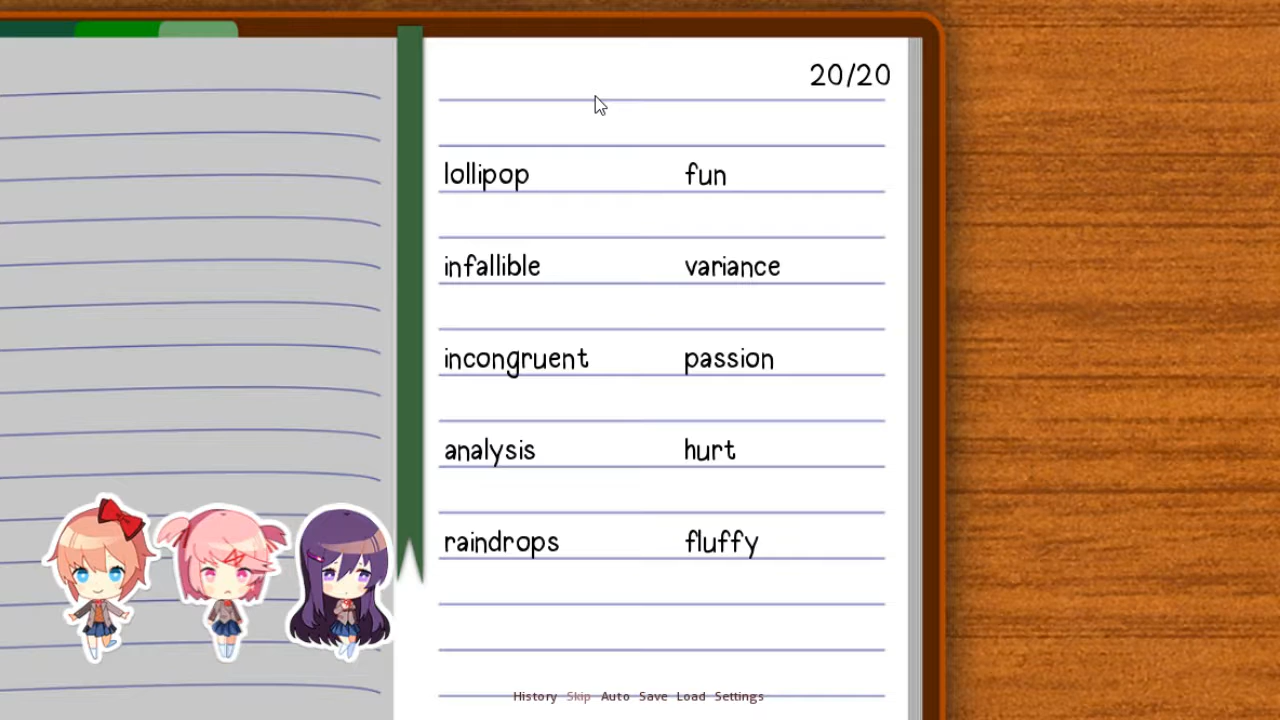 20/20
lollipop fun
infallible variance
incongruent passion
analysis hurt
raindrops fluffy
History Skip Auto Save Load Settings